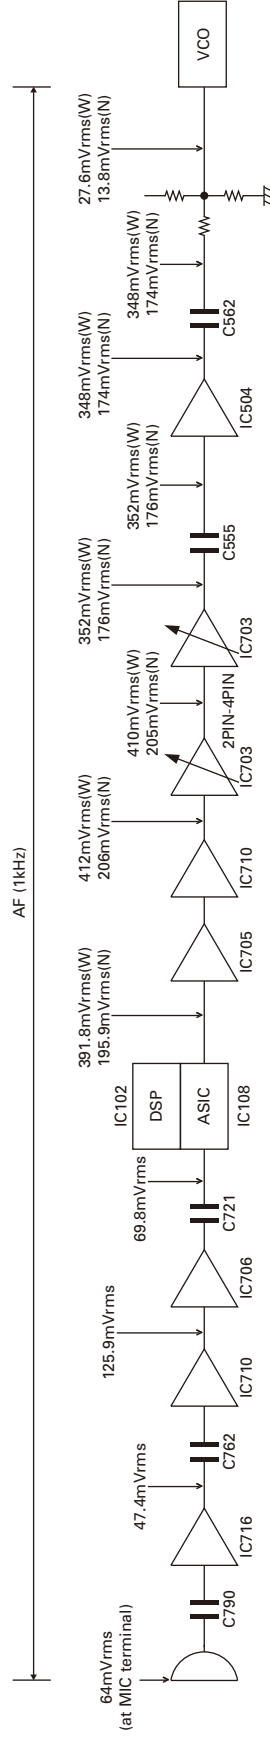 AF (1kHz)
64mVrms
(at MIC terminal)
C790
IC716
47.4mVrms
C762
IC710
125.9mVrms
IC706
C721
69.8mVrms
IC102
DSP
ASIC
IC108
391.8mVrms(W)
195.9mVrms(N)
IC705
IC710
412mVrms(W)
206mVrms(N)
IC703
410mVrms(W)
205mVrms(N)
2PIN-4PIN
IC703
352mVrms(W)
176mVrms(N)
C555
352mVrms(W)
176mVrms(N)
IC504
348mVrms(W)
174mVrms(N)
C562
348mVrms(W)
174mVrms(N)
27.6mVrms(W)
13.8mVrms(N)
VCO